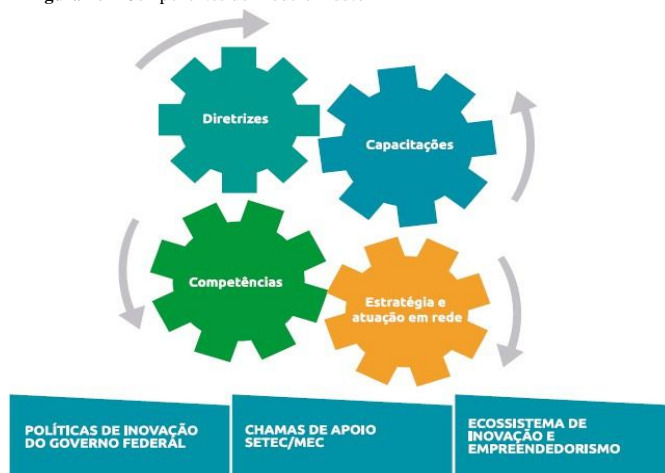 Diretrizes
Capacitações
Competências
Estratégia e
atuação em rede
POLÍTICAS DE INOVAÇÃO
DO GOVERNO FEDERAL
CHAMAS DE APOIO
SETEC/MEC
ECOSSISTEMA DE
INOVAÇÃO E
EMPREENDEDORISMO